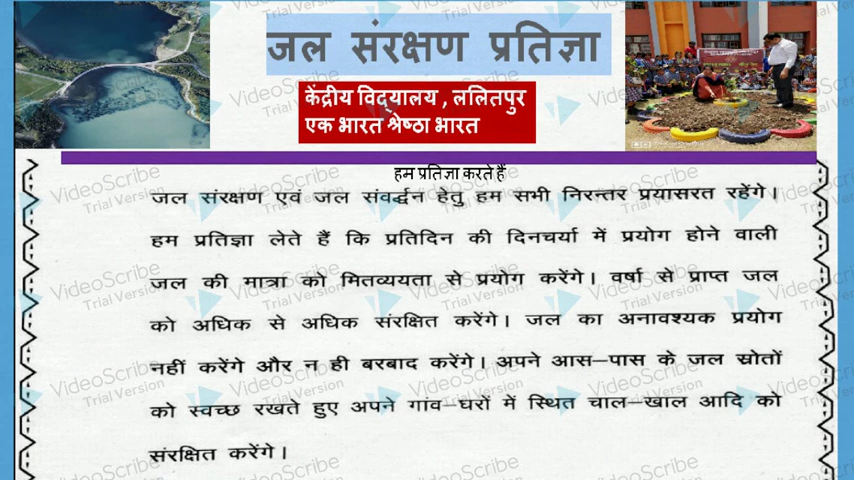 जल संरक्षण प्रतिज्ञा
केंद्रीय विद्यालय , ललितपुर
एक भारत श्रेष्ठा भारत
हम प्रतिज्ञा करते हैं
जल संरक्षण एवं जल संवर्द्धन हेतु हम सभी निरन्तर प्रयासरत रहेंगे।
हम प्रतिज्ञा लेते हैं कि प्रतिदिन की दिनचर्या में प्रयोग होने वाली
जल की मात्रा को मितव्ययता से प्रयोग करेंगे। वर्षा से प्राप्त जल
को अधिक से अधिक संरक्षित करेंगे। जल का अनावश्यक प्रयोग
नहीं करेंगे और न ही बरबाद करेंगे। अपने आस–पास के जल स्रोतों
को स्वच्छ रखते हुए अपने गांव–घरों में स्थित चाल–खाल आदि को
संरक्षित करेंगे।
VideoScribe
Trial Version